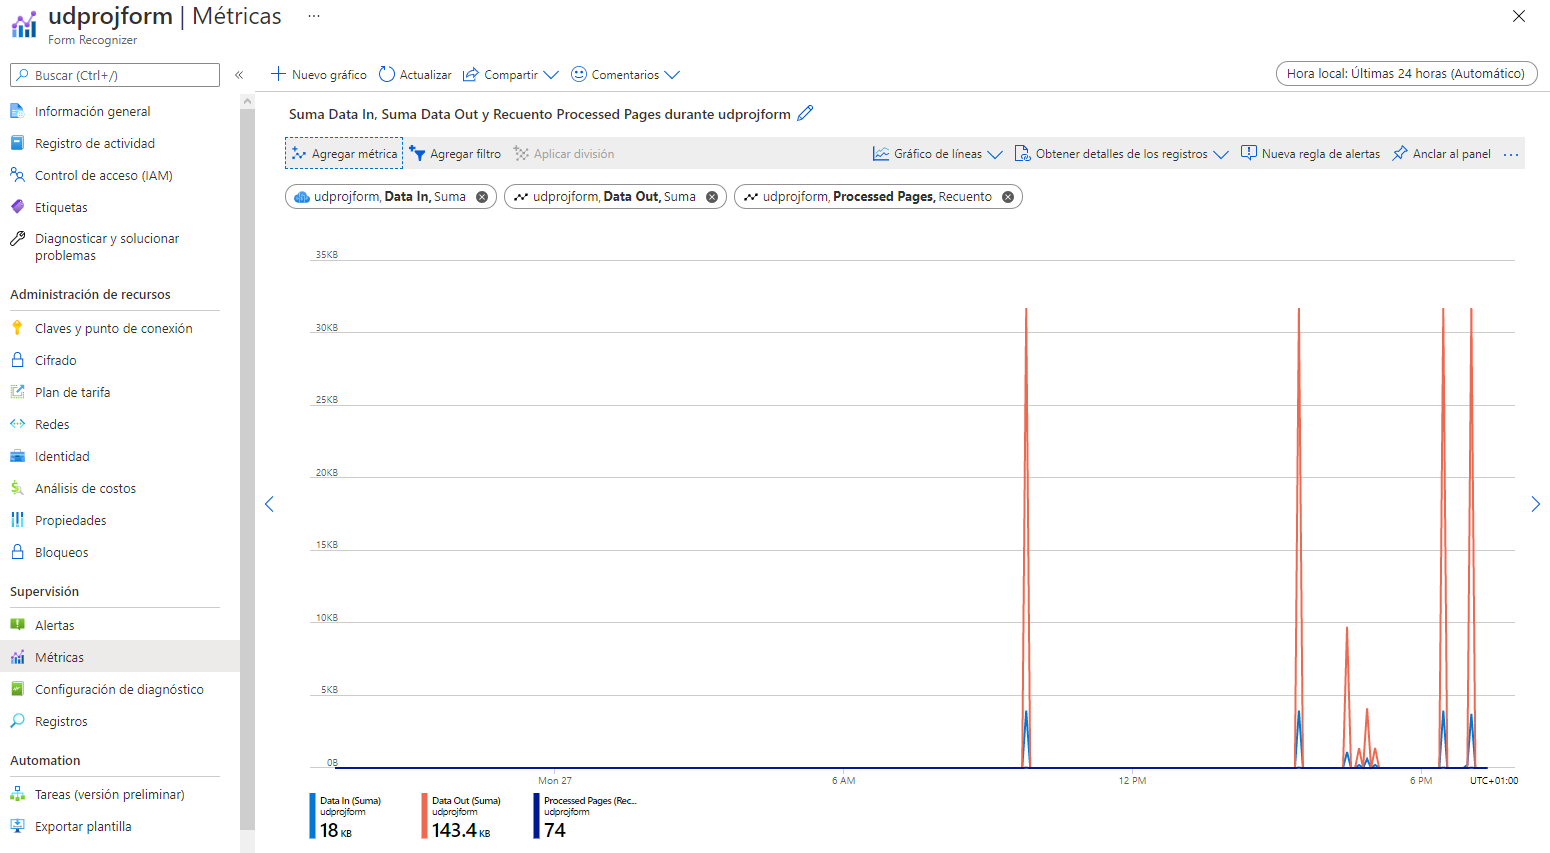 udprojform | Métricas ...
Form Recognizer
Buscar (Ctrl+/)
«
Nuevo gráfico
Actualizar
Compartir
Comentarios
Hora local: Últimas 24 horas (Automático)
Información general
Registro de actividad
Control de acceso (IAM)
Etiquetas
Diagnosticar y solucionar
problemas
Administración de recursos
Claves y punto de conexión
Cifrado
Plan de tarifa
Redes
Identidad
Análisis de costos
Propiedades
Bloqueos
Supervisión
Alertas
Métricas
Configuración de diagnóstico
Registros
Automation
Tareas (versión preliminar)
Exportar plantilla
Suma Data In, Suma Data Out y Recuento Processed Pages durante udprojform
Agregar métrica
Agregar filtro
Aplicar división
Gráfico de líneas
Obtener detalles de los registros
Nueva regla de alertas
Anclar al panel
...
udprojform, Data In, Suma
udprojform, Data Out, Suma
udprojform, Processed Pages, Recuento
35KB
30KB
25KB
20KB
15KB
10KB
5KB
0B
Mon 27
6 AM
12 PM
6 PM
UTC+01:00
Data In (Suma)
udprojform
18 KB
Data Out (Suma)
udprojform
143.4 KB
Processed Pages (Rec...
udprojform
74